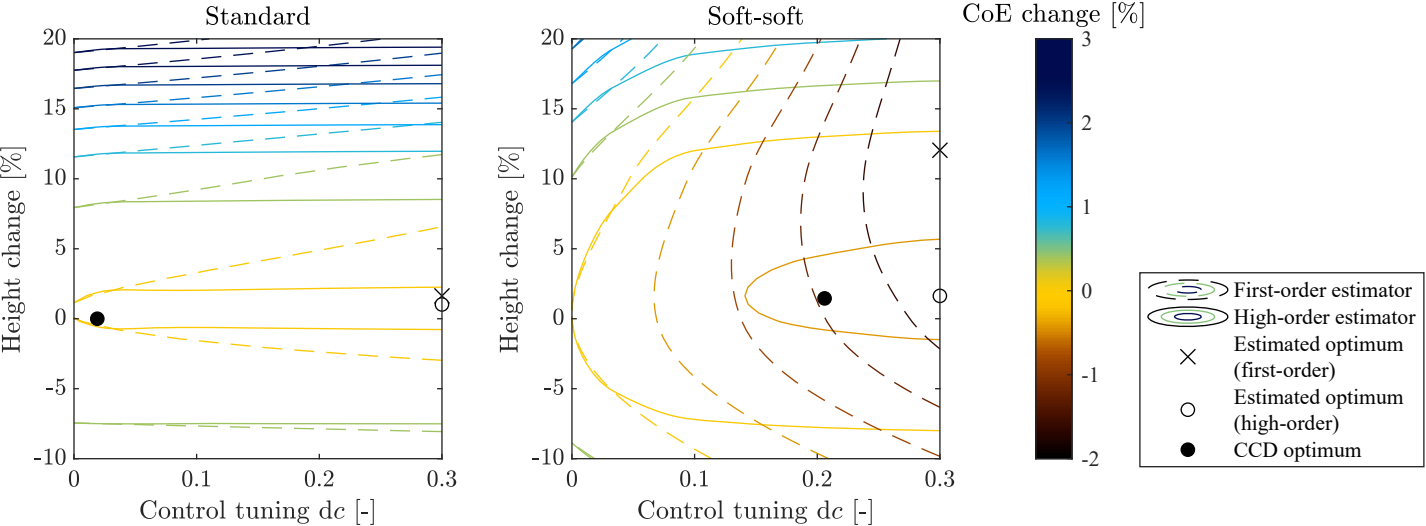 Standard
20
15
10
5
0
-5
-10
0
0.1
0.2
0.3
Height change [%]
Control tuning dc [-]
Soft-soft
20
15
10
5
0
-5
-10
0
0.1
0.2
0.3
Height change [%]
Control tuning dc [-]
CoE change [%]
3
2
1
0
-1
-2
First-order estimator
High-order estimator
Estimated optimum
(first-order)
Estimated optimum
(high-order)
CCD optimum